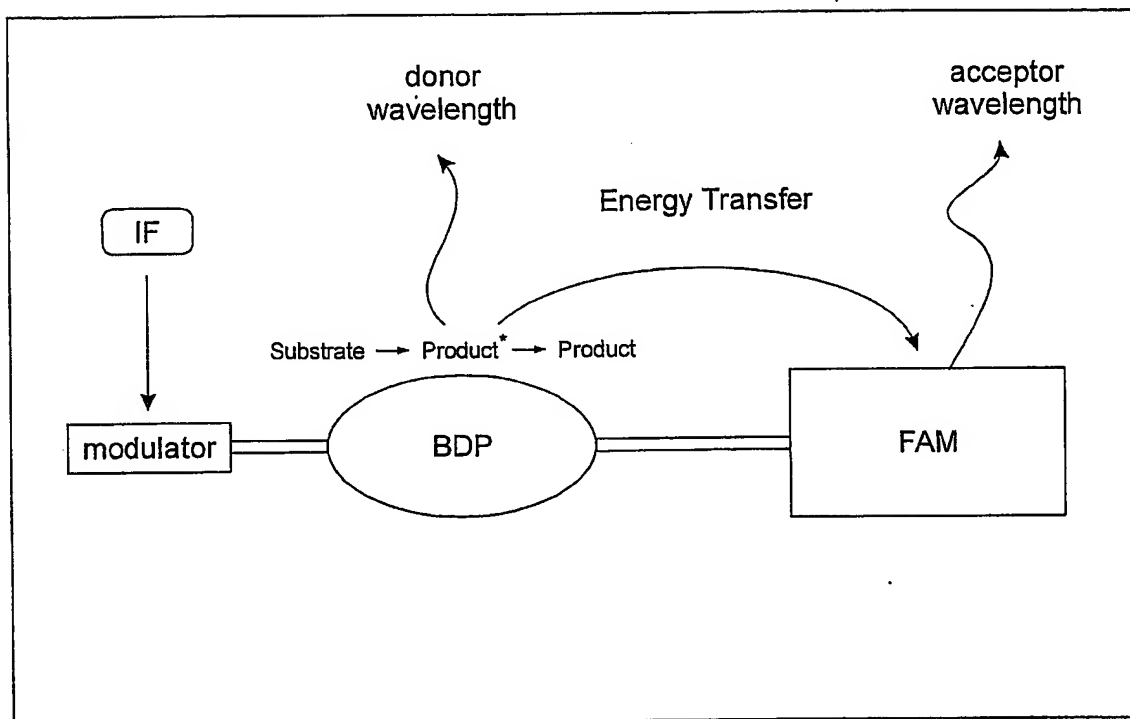 donor
wavelength
acceptor
wavelength
Energy Transfer
IF
Substrate → Product* → Product
modulator
BDP
FAM